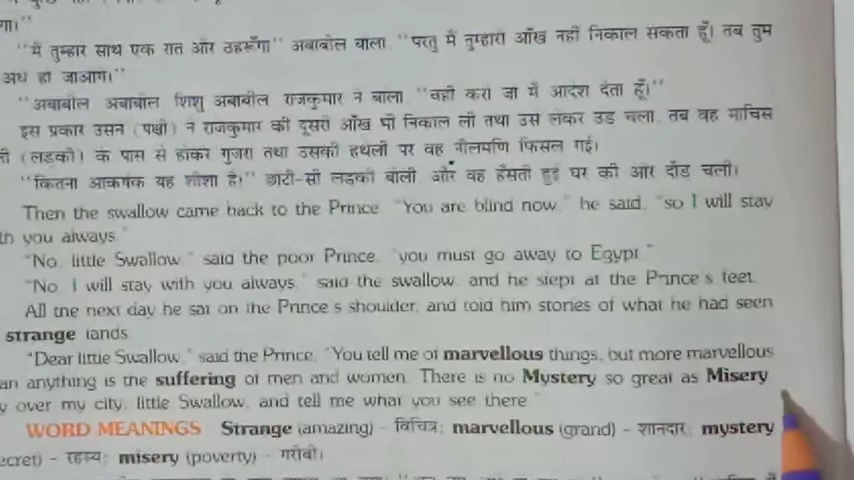 गा।"
"मैं तुम्हारे साथ एक रात और ठहरूँगा" अबाबील बोला "परंतु मैं तुम्हारी आँख नहीं निकाल सकता हूँ। तब तुम
अंधे हो जाओगे।"
"अबाबील अबाबील शिशु अबाबील राजकुमार ने बोला "वही करो जो मैं आदेश देता हूँ।"
इस प्रकार उसने (पक्षी) ने राजकुमार की दूसरी आँख भी निकाल ली तथा उसे लेकर उड़ चला, तब वह माचिस
(लड़की) के पास से होकर गुजरा तथा उसकी हथेली पर वह नीलमणि फिसल गई।
"कितना आकर्षक यह शीशा है।" छोटी-सी लड़की बोली और वह हँसती हुई घर की ओर दौड़ चली।
Then the swallow came back to the Prince. "You are blind now," he said, "so I will stay
th you always."
"No, little Swallow," said the poor Prince, "you must go away to Egypt."
"No, I will stay with you always," said the swallow, and he slept at the Prince's feet.
All the next day he sat on the Prince's shoulder, and told him stories of what he had seen
strange lands.
"Dear little Swallow," said the Prince, "You tell me of marvellous things, but more marvellous
an anything is the suffering of men and women. There is no Mystery so great as Misery
y over my city, little Swallow, and tell me what you see there."
WORD MEANINGS Strange (amazing) - विचित्र; marvellous (grand) - शानदार; mystery
ecret) - रहस्य; misery (poverty) - गरीबी।